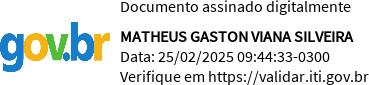 Documento assinado digitalmente
gov.br
MATHEUS GASTON VIANA SILVEIRA
Data: 25/02/2025 09:44:33-0300
Verifique em https://validar.iti.gov.br